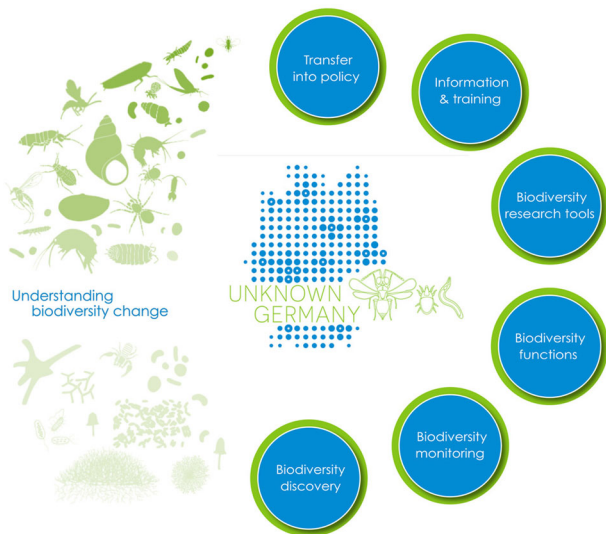 Transfer
into policy
Information
& training
Biodiversity
research tools
UNKNOWN
GERMANY
Understanding
biodiversity change
Biodiversity
functions
Biodiversity
monitoring
Biodiversity
discovery